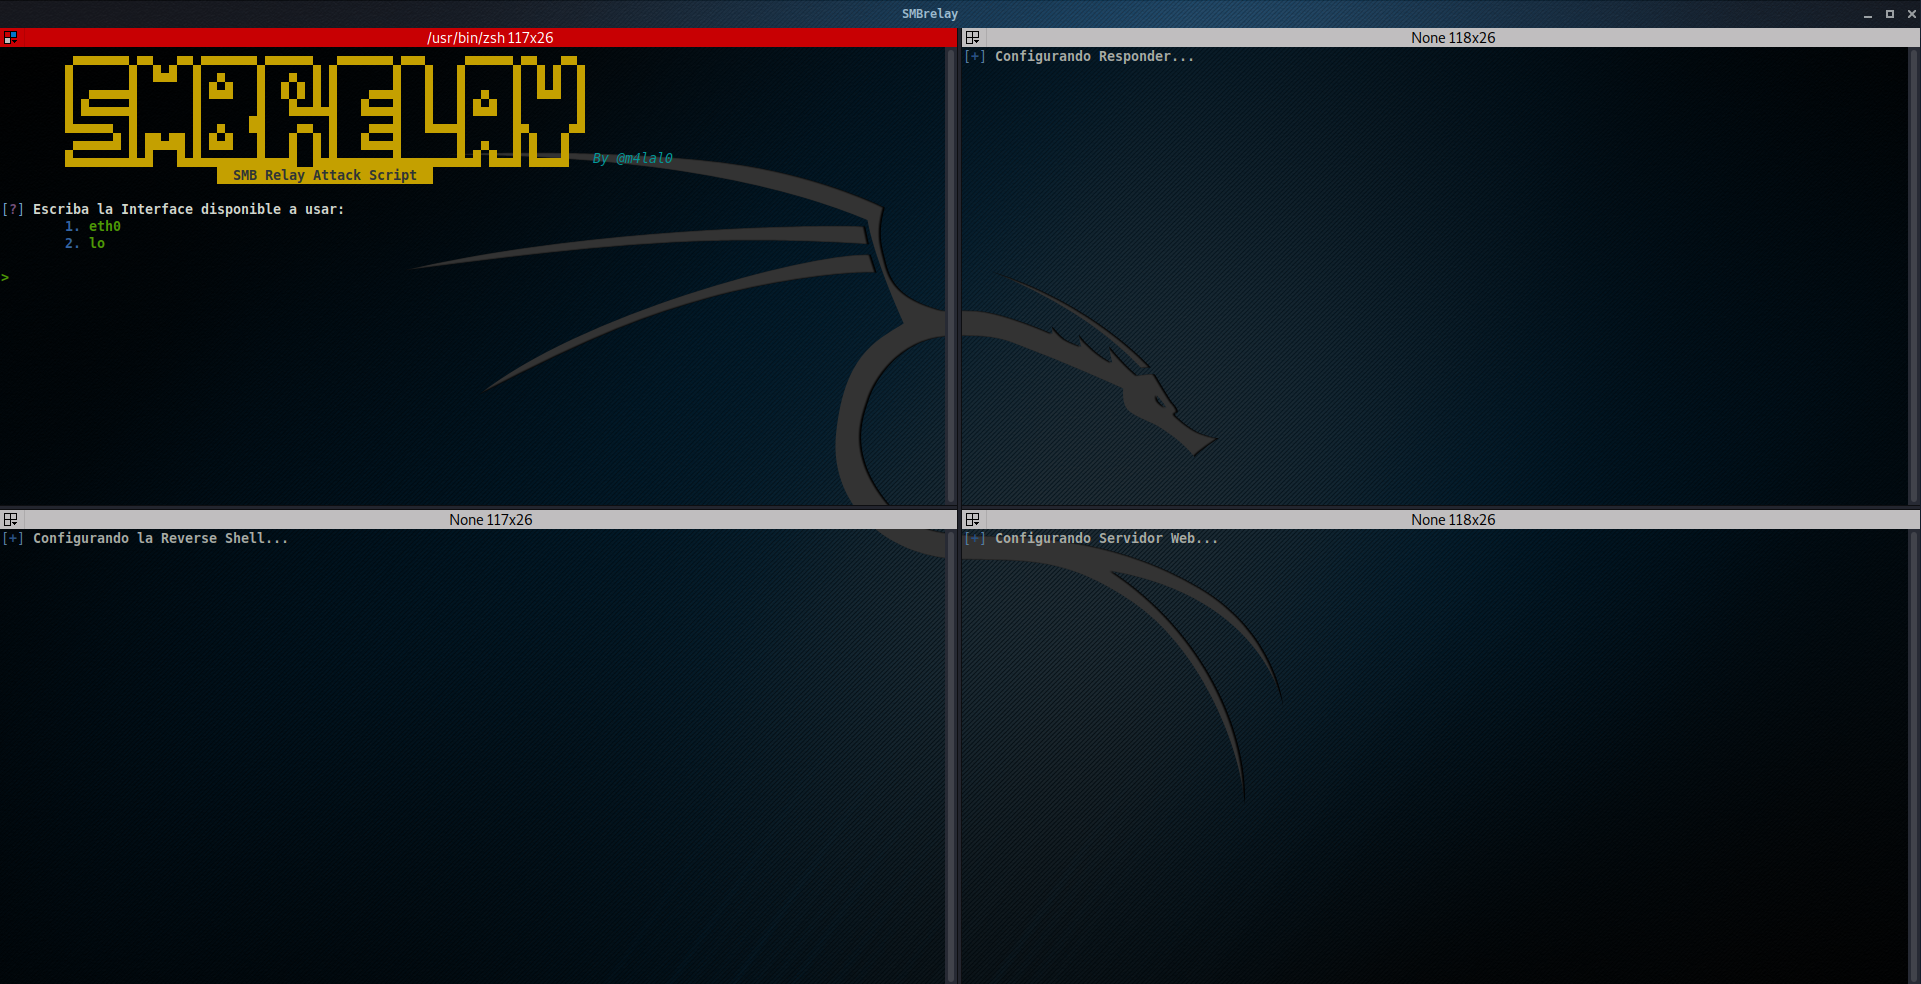 SMBrelay
/usr/bin/zsh 117x26
SMBRELAY
By @m4lal0
SMB Relay Attack Script
[?] Escriba la Interface disponible a usar:
1. eth0
2. lo
>
None 118x26
[+] Configurando Responder...
None 117x26
[+] Configurando la Reverse Shell...
None 118x26
[+] Configurando Servidor Web...